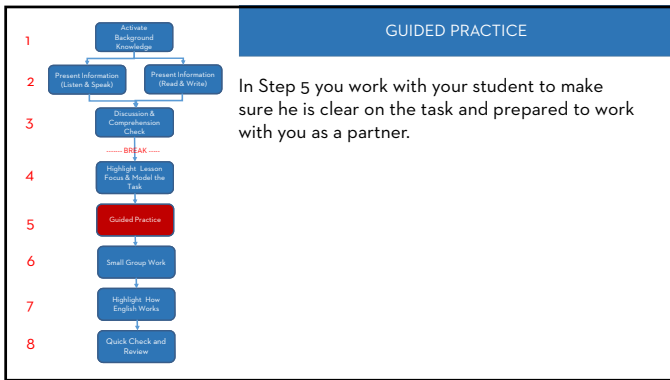 GUIDED PRACTICE
In Step 5 you work with your student to make
sure he is clear on the task and prepared to work
with you as a partner.
1
Activate
Background
Knowledge
2
Present Information
(Listen & Speak)
Present Information
(Read & Write)
3
Discussion &
Comprehension
Check
------- BREAK -----
4
Highlight Lesson
Focus & Model the
Task
5
Guided Practice
6
Small Group Work
7
Highlight How
English Works
8
Quick Check and
Review